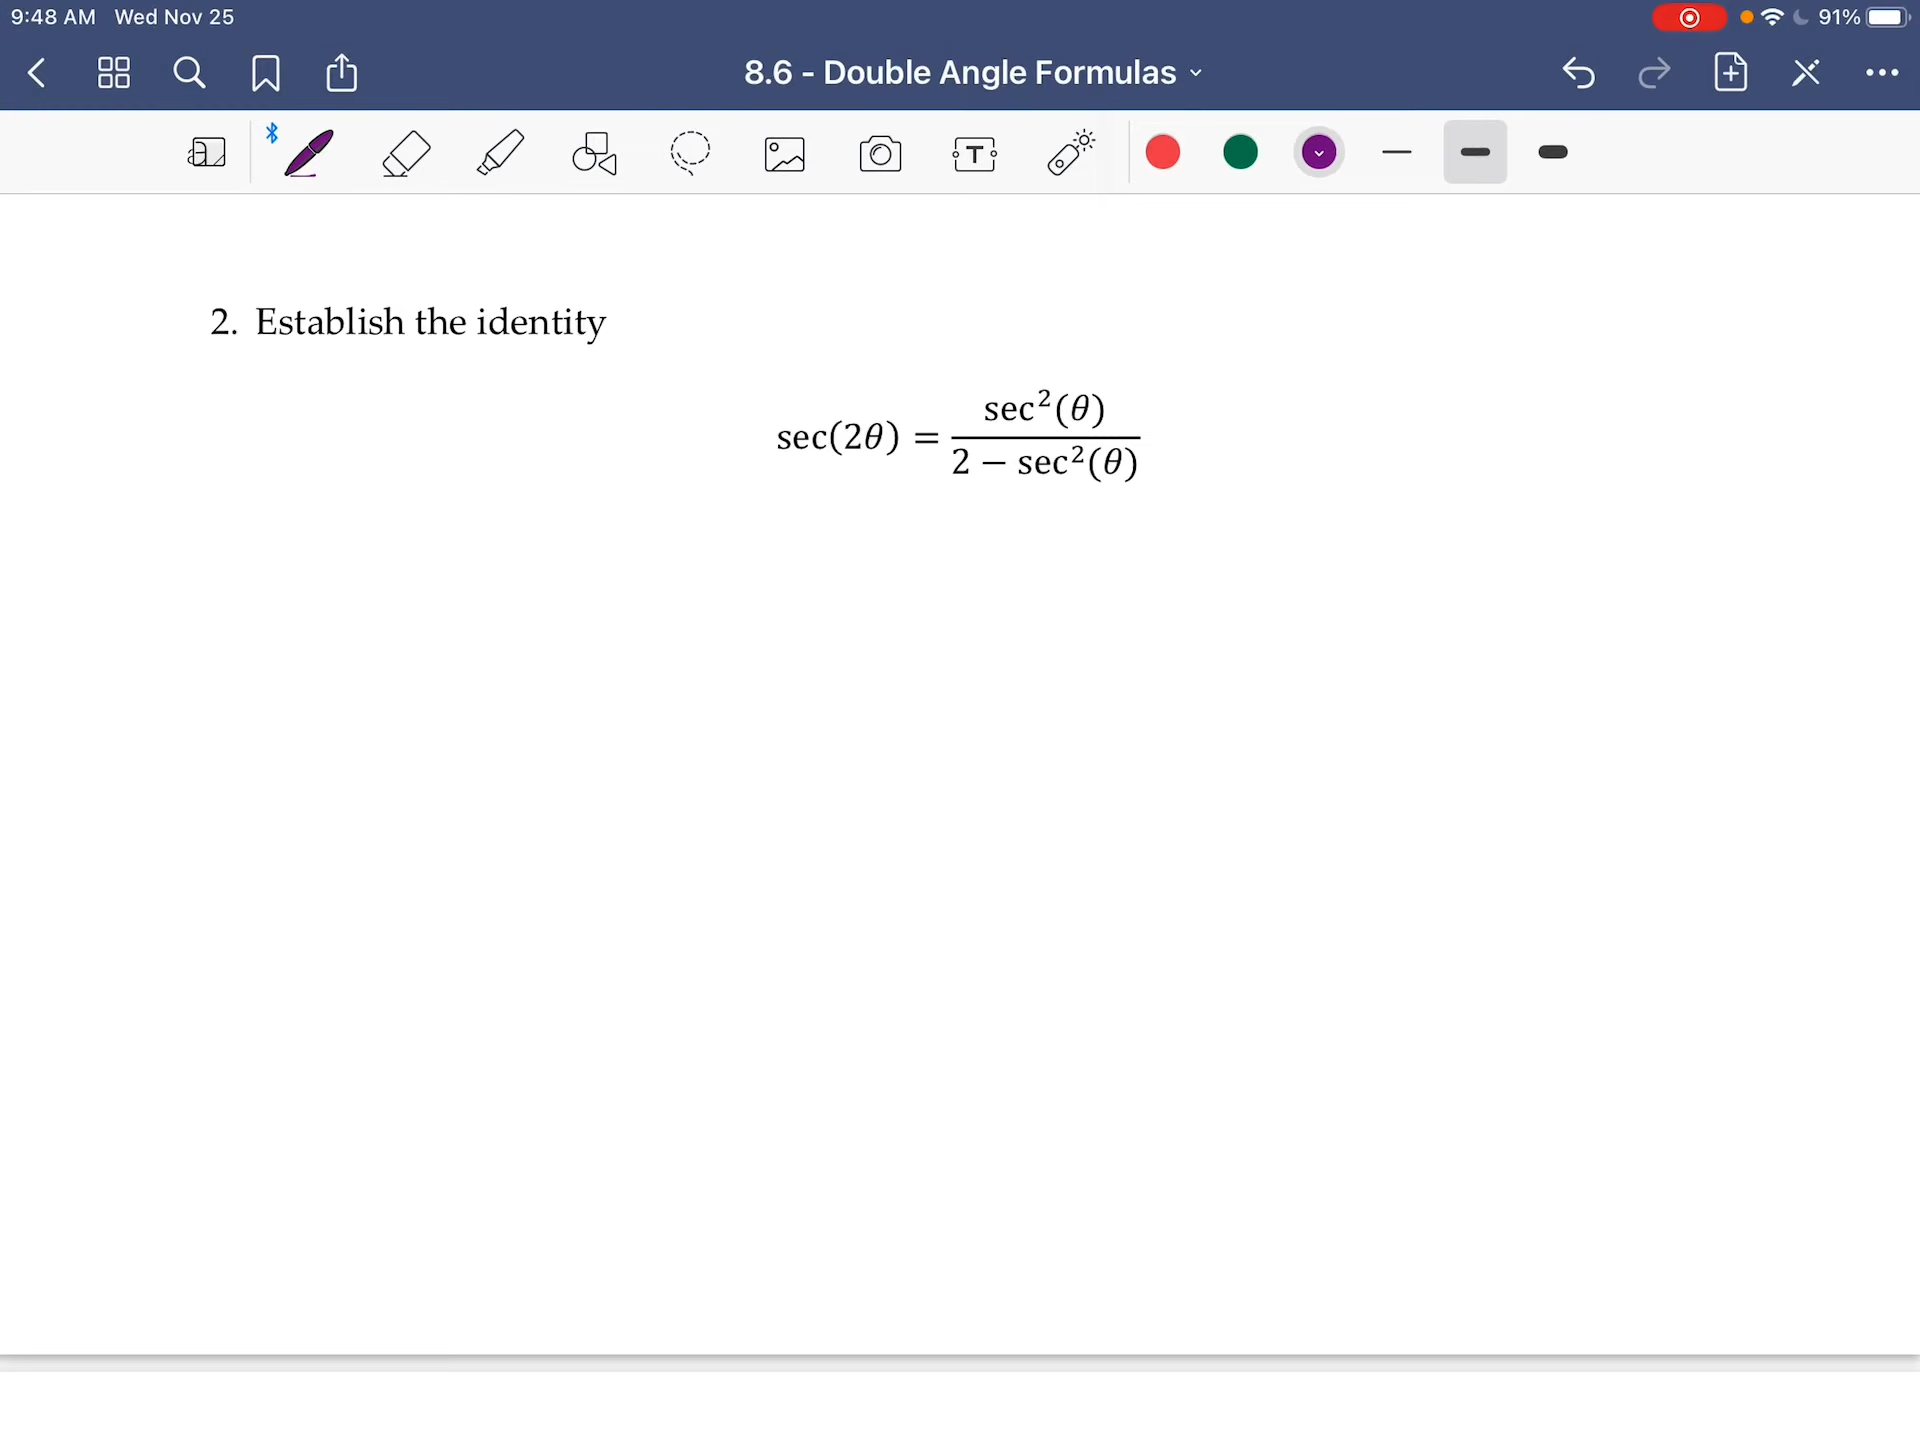 9:48 AM Wed Nov 25 91%
8.6 - Double Angle Formulas
a T
2. Establish the identity
sec(2θ) = sec²(θ) / 2 − sec²(θ)